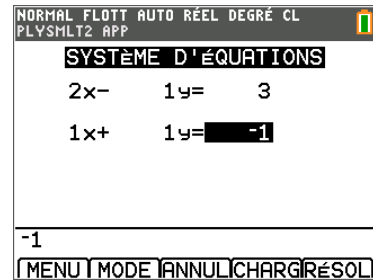 NORMAL FLOTT AUTO RÉEL DEGRÉ CL
PLYSMLT2 APP
SYSTÈME D'ÉQUATIONS
2x- 1y= 3
1x+ 1y= -1
-1
MENU MODE ANNUL CHARG RÉSOL